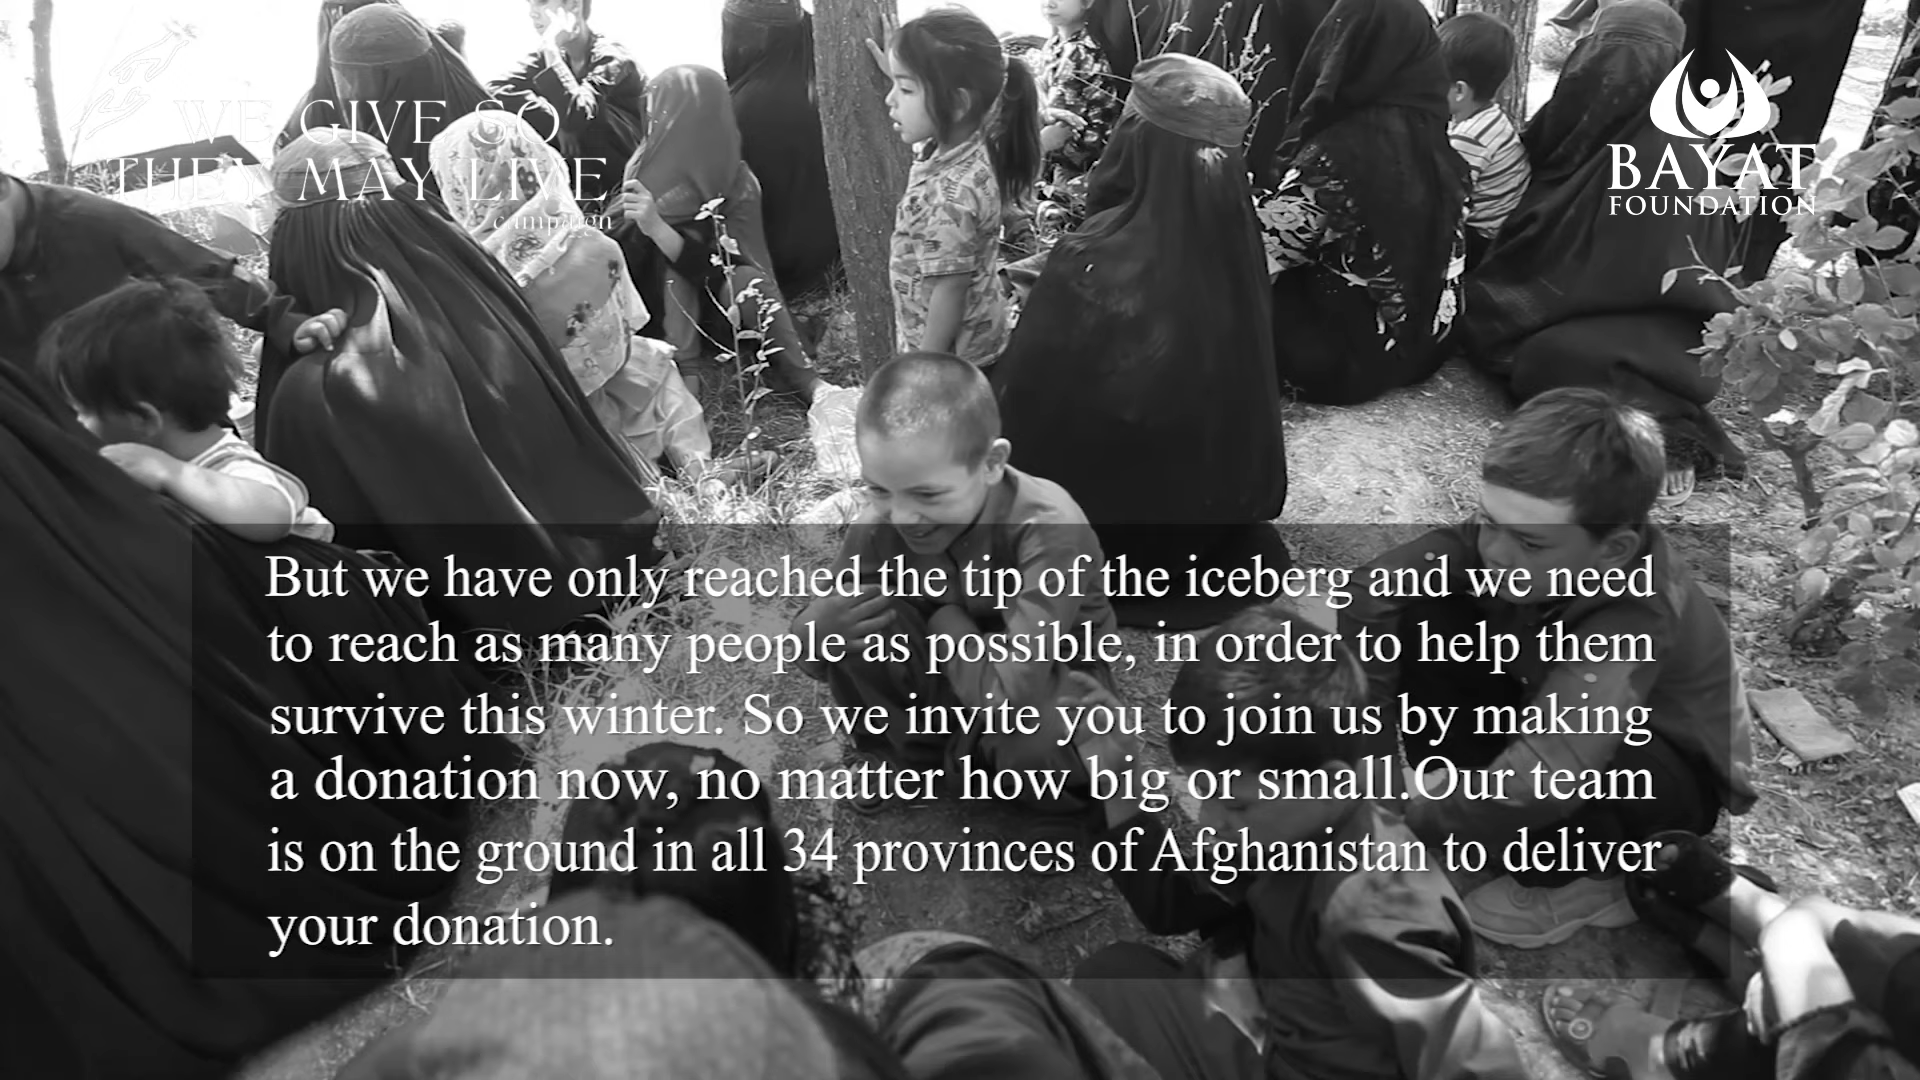 WE GIVE SO
THEY MAY LIVE
campaign
BAYAT
FOUNDATION
But we have only reached the tip of the iceberg and we need
to reach as many people as possible, in order to help them
survive this winter. So we invite you to join us by making
a donation now, no matter how big or small.Our team
is on the ground in all 34 provinces of Afghanistan to deliver
your donation.